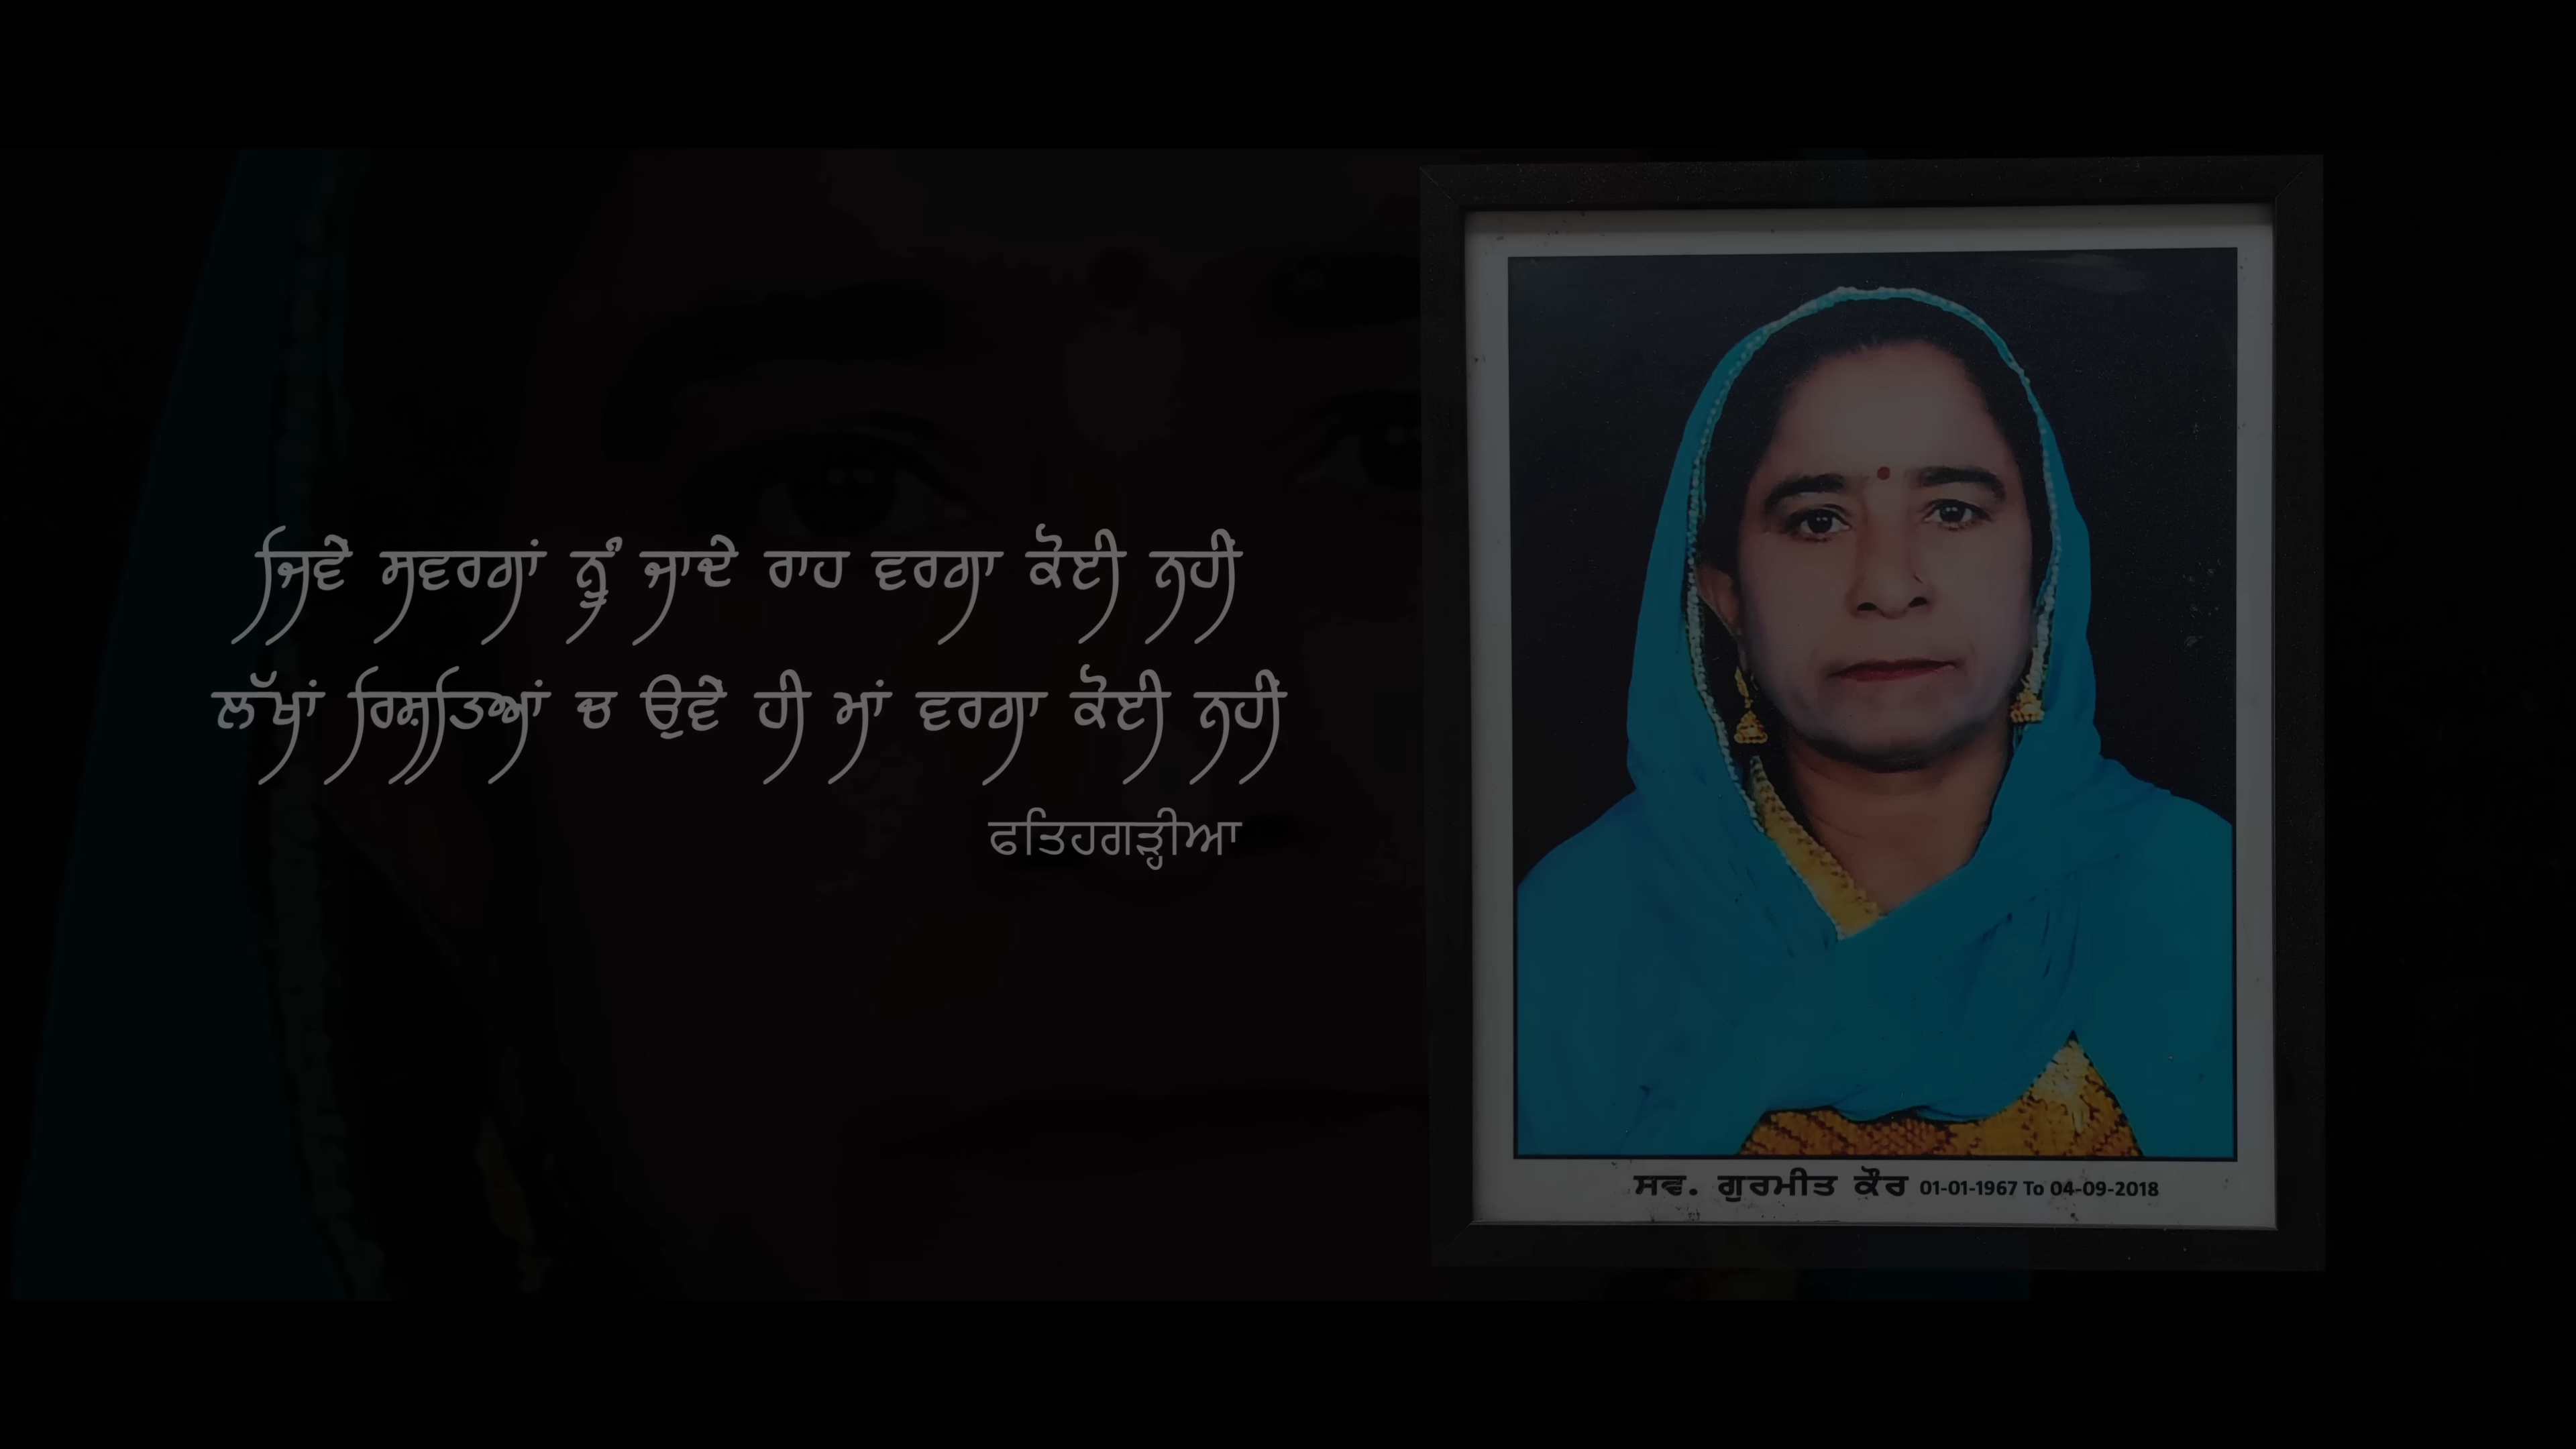 ਜਿਵੇ ਸਵਰਗਾਂ ਨੂੰ ਜਾਦੇ ਰਾਹ ਵਰਗਾ ਕੋਈ ਨਹੀਂ
ਲੱਖਾਂ ਰਿਸ਼ਤਿਆਂ ਚ ਉਵੇ ਹੀ ਮਾਂ ਵਰਗਾ ਕੋਈ ਨਹੀਂ
ਫਤਿਹਗੜ੍ਹੀਆ
ਸਵ. ਗੁਰਮੀਤ ਕੌਰ 01-01-1967 To 04-09-2018